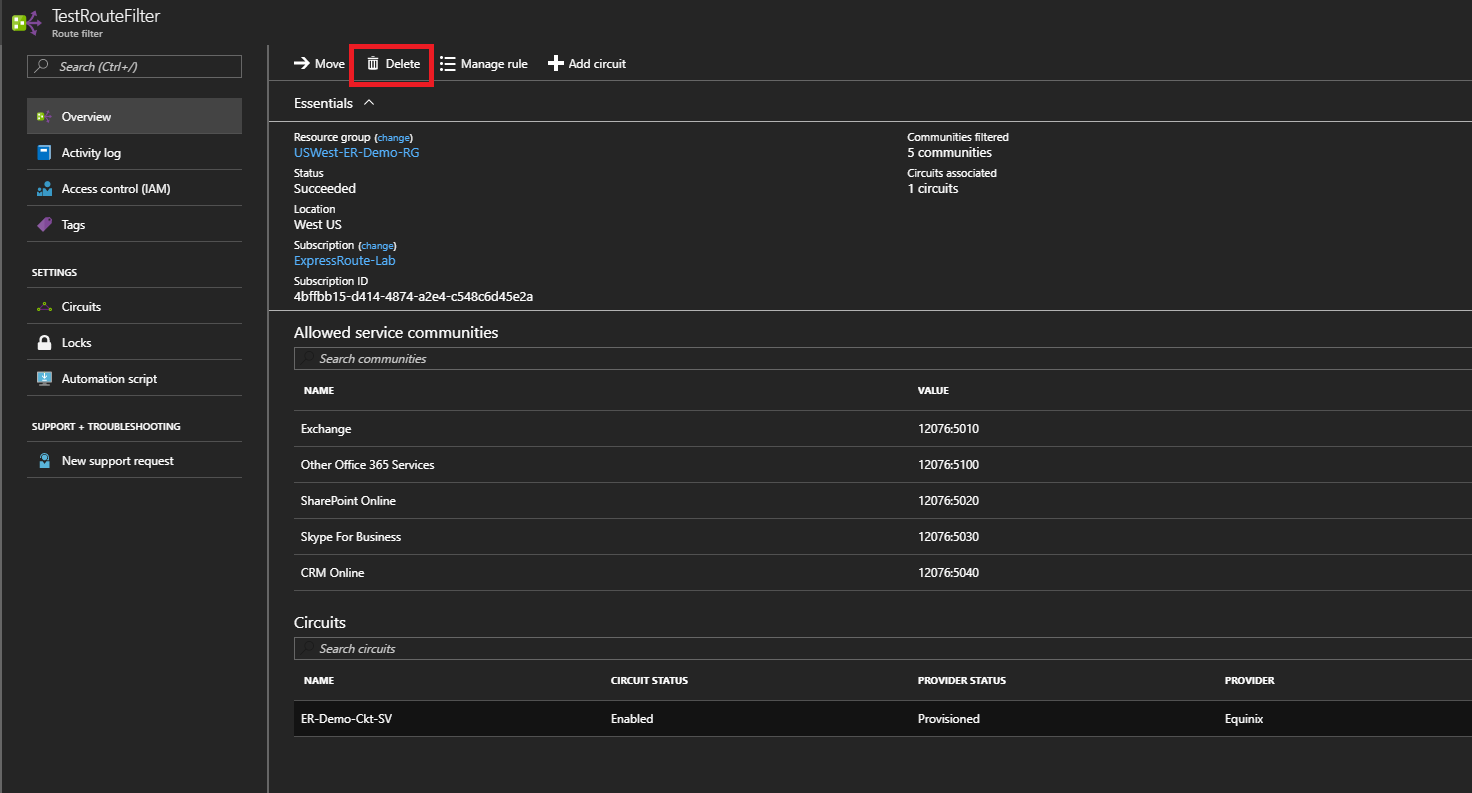 TestRouteFilter
Route filter
Search (Ctrl+/)
Overview
Activity log
Access control (IAM)
Tags
SETTINGS
Circuits
Locks
Automation script
SUPPORT + TROUBLESHOOTING
New support request
Move Delete Manage rule Add circuit
Essentials
Resource group (change)
USWest-ER-Demo-RG
Status
Succeeded
Location
West US
Subscription (change)
ExpressRoute-Lab
Subscription ID
4bffbb15-d414-4874-a2e4-c548c6d45e2a
Communities filtered
5 communities
Circuits associated
1 circuits
Allowed service communities
Search communities
NAME VALUE
Exchange 12076:5010
Other Office 365 Services 12076:5100
SharePoint Online 12076:5020
Skype For Business 12076:5030
CRM Online 12076:5040
Circuits
Search circuits
NAME CIRCUIT STATUS PROVIDER STATUS PROVIDER
ER-Demo-Ckt-SV Enabled Provisioned Equinix